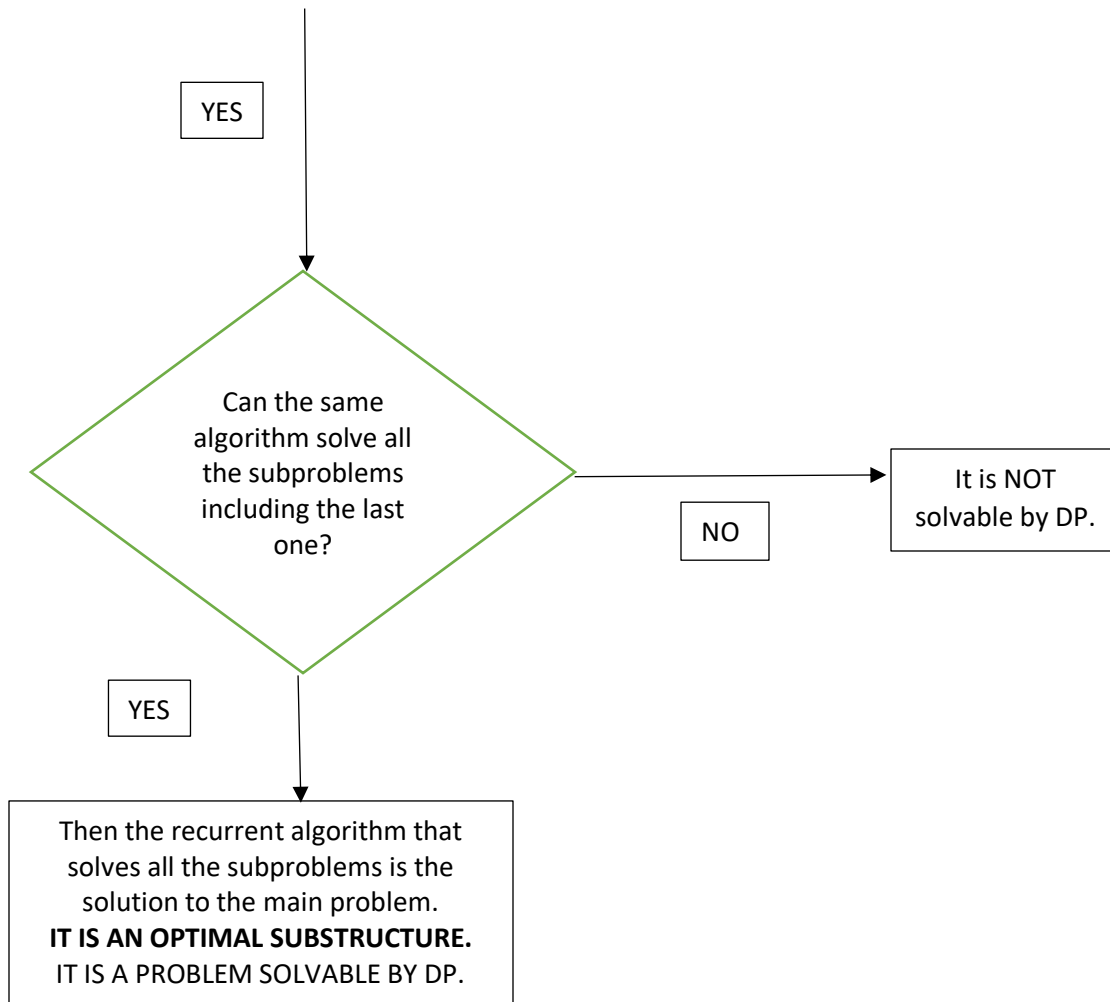 YES
Can the same
algorithm solve all
the subproblems
including the last
one?
It is NOT
solvable by DP.
NO
YES
Then the recurrent algorithm that
solves all the subproblems is the
solution to the main problem.
IT IS AN OPTIMAL SUBSTRUCTURE.
IT IS A PROBLEM SOLVABLE BY DP.